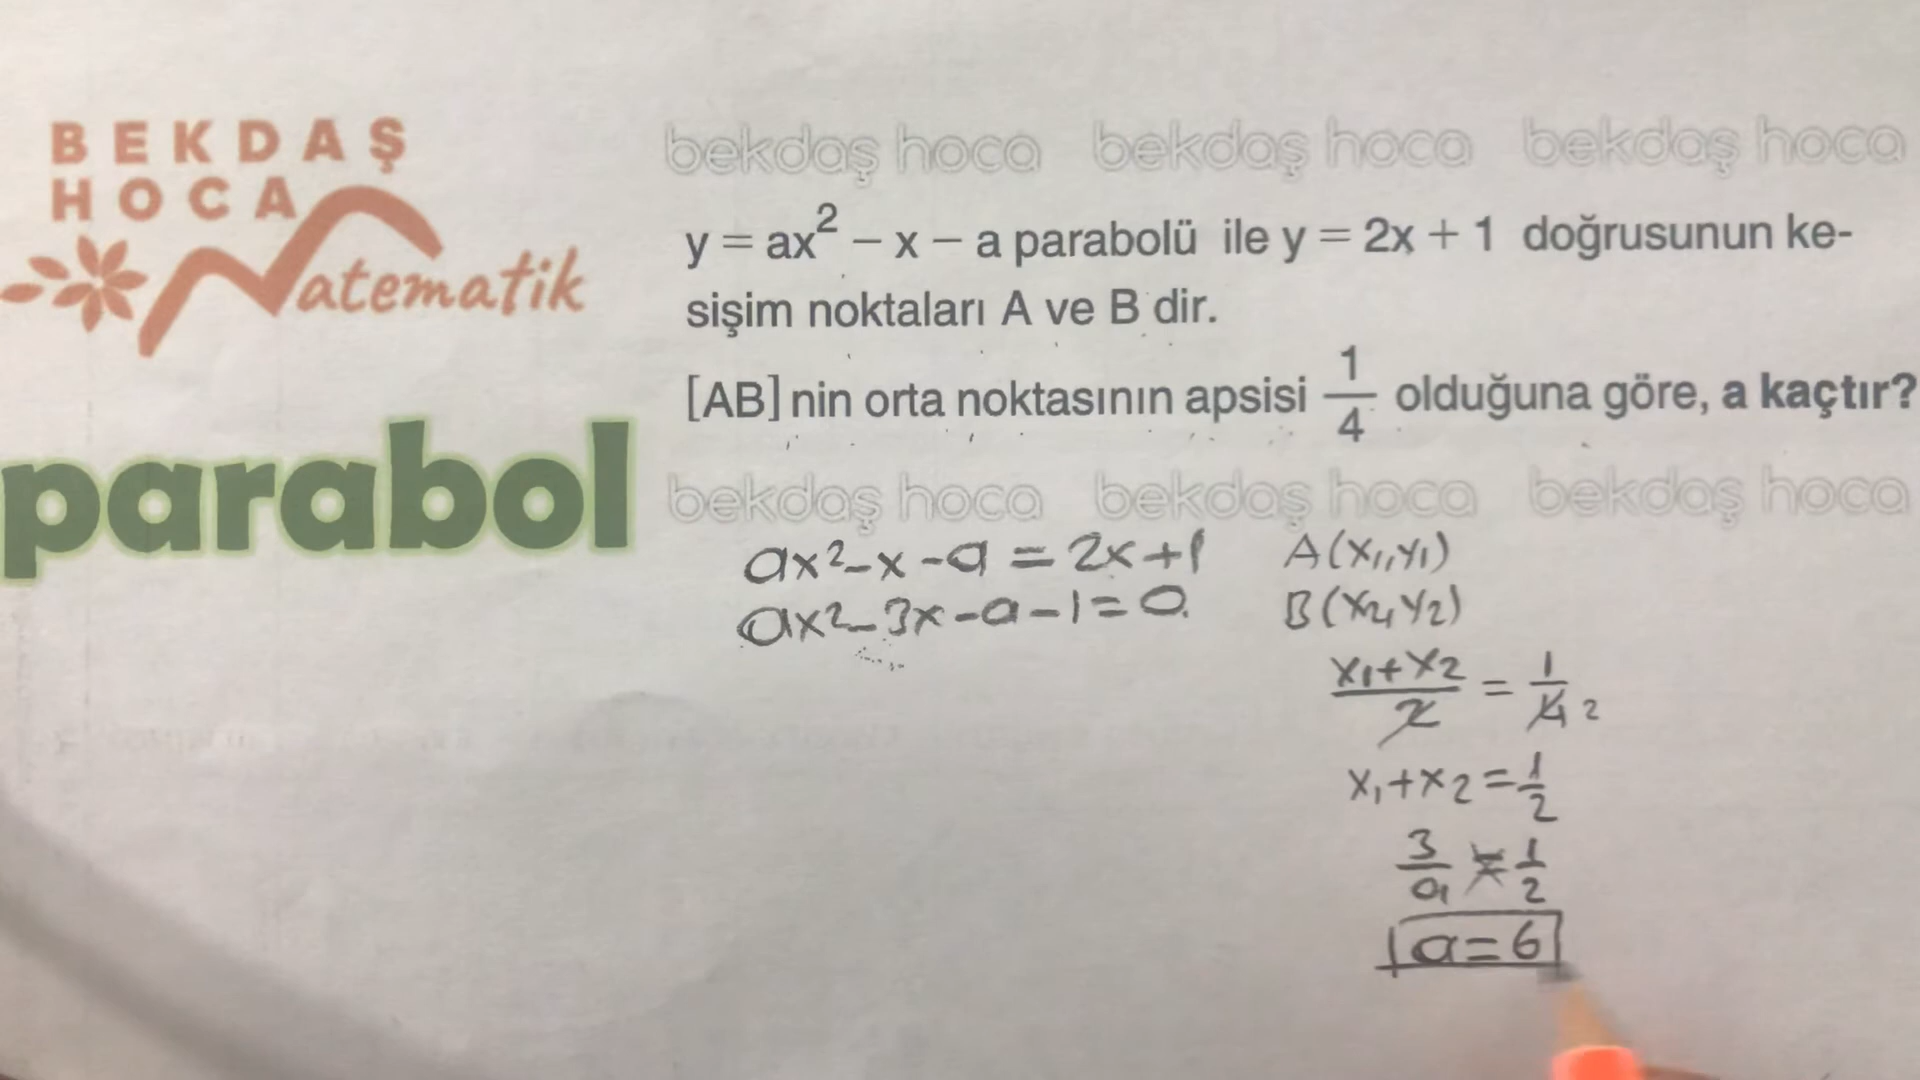 BEKDAŞ
HOCA
Matematik
parabol
bekdaş hoca bekdaş hoca bekdaş hoca
y = ax² – x – a parabolü ile y = 2x + 1 doğrusunun ke-
sişim noktaları A ve B dir.
[AB] nin orta noktasının apsisi 1/4 olduğuna göre, a kaçtır?
bekdaş hoca bekdaş hoca bekdaş hoca
ax²-x-a=2x+1
ax²-3x-a-1=0
A(x₁,y₁)
B(x₂,y₂)
(x₁+x₂)/2 = 1/4 2
x₁+x₂=1/2
3/a = 1/2
a=6